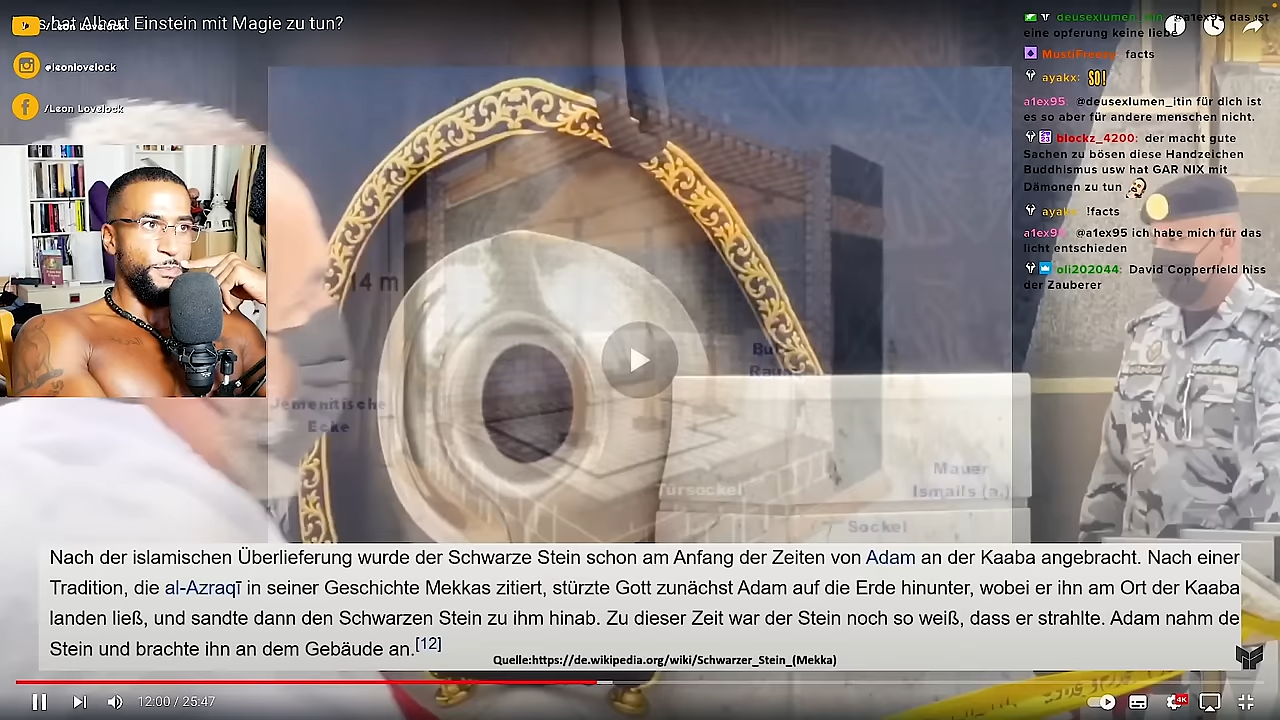 s hat Albert Einstein mit Magie zu tun?
/Leon Lovelock
@leonlovelock
/Leon Lovelock
deusexlumen_itin: @a1ex95 das ist
eine opferung keine liebe
MustiFreezy: facts
ayakx: SO!
a1ex95: @deusexlumen_itin für dich ist
es so aber für andere menschen nicht.
blockz_4200: der macht gute
Sachen zu bösen diese Handzeichen
Buddhismus usw hat GAR NIX mit
Dämonen zu tun
ayakx: !facts
a1ex95: @a1ex95 ich habe mich für das
licht entschieden
oli202044: David Copperfield hiss
der Zauberer
14 m
Jemenitische
Ecke
Türsockel
Mauer
Ismails (a.)
Sockel
Nach der islamischen Überlieferung wurde der Schwarze Stein schon am Anfang der Zeiten von Adam an der Kaaba angebracht. Nach einer
Tradition, die al-Azraqī in seiner Geschichte Mekkas zitiert, stürzte Gott zunächst Adam auf die Erde hinunter, wobei er ihn am Ort der Kaaba
landen ließ, und sandte dann den Schwarzen Stein zu ihm hinab. Zu dieser Zeit war der Stein noch so weiß, dass er strahlte. Adam nahm de
Stein und brachte ihn an dem Gebäude an.[12]
Quelle:https://de.wikipedia.org/wiki/Schwarzer_Stein_(Mekka)
12:00 / 25:47
4K